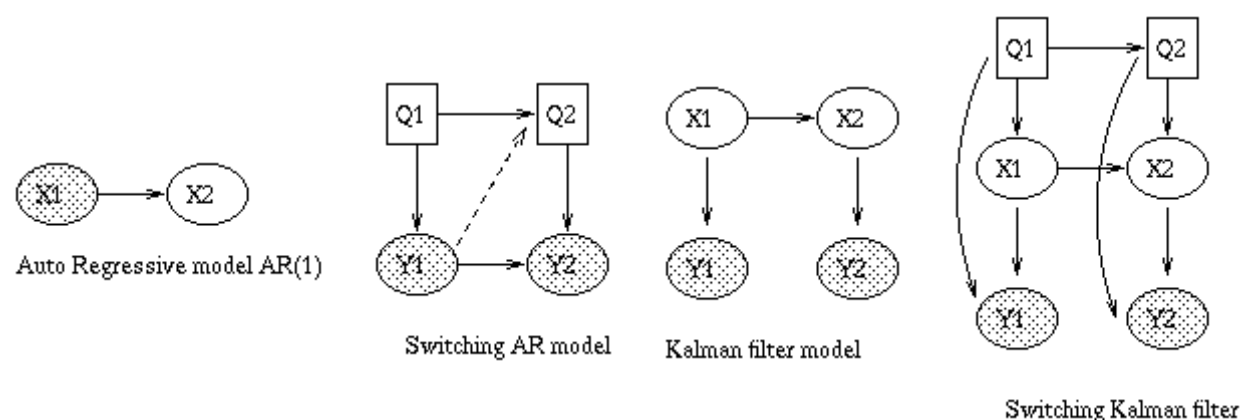 X1
X2
Auto Regressive model AR(1)
Q1
Q2
Y1
Y2
Switching AR model
X1
X2
Y1
Y2
Kalman filter model
Q1
Q2
X1
X2
Y1
Y2
Switching Kalman filter